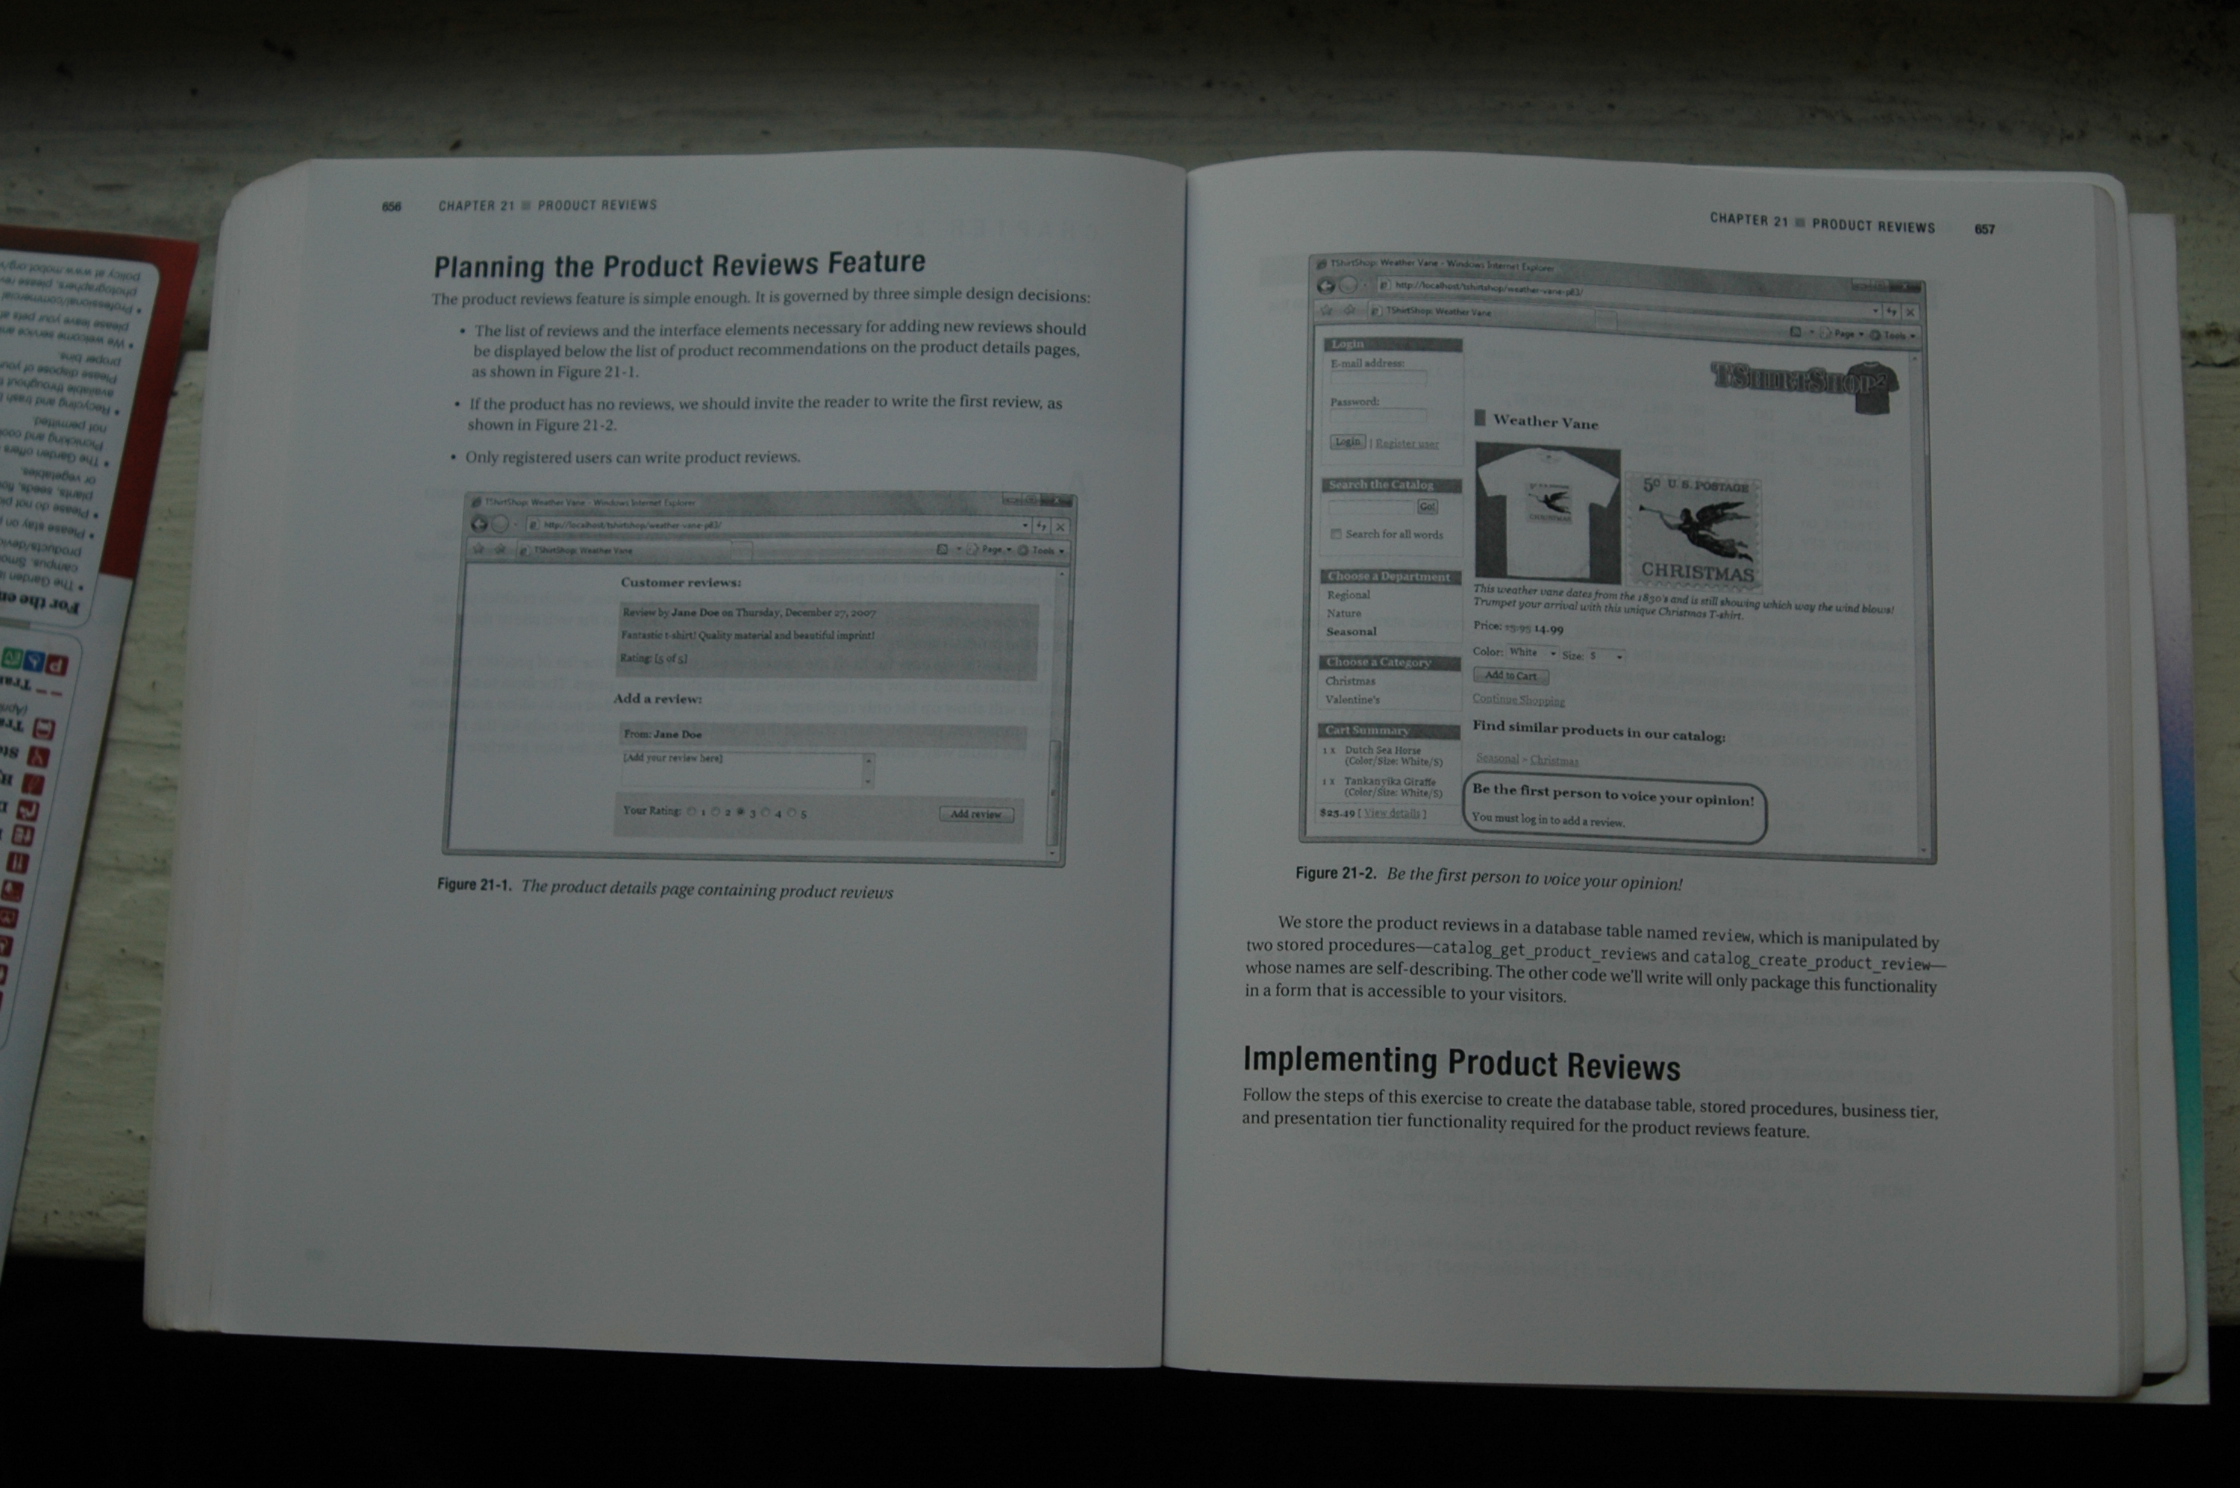 656 CHAPTER 21 ■ PRODUCT REVIEWS
Planning the Product Reviews Feature
The product reviews feature is simple enough. It is governed by three simple design decisions:
• The list of reviews and the interface elements necessary for adding new reviews should
be displayed below the list of product recommendations on the product details pages,
as shown in Figure 21-1.
• If the product has no reviews, we should invite the reader to write the first review, as
shown in Figure 21-2.
• Only registered users can write product reviews.
TShirtShop: Weather Vane - Windows Internet Explorer
http://localhost/tshirtshop/weather-vane-p83/
TShirtShop: Weather Vane
Page Tools
Customer reviews:
Review by Jane Doe on Thursday, December 27, 2007
Fantastic t-shirt! Quality material and beautiful imprint!
Rating: [5 of 5]
Add a review:
From: Jane Doe
[Add your review here]
Your Rating: 1 2 3 4 5 Add review
Figure 21-1. The product details page containing product reviews
CHAPTER 21 ■ PRODUCT REVIEWS 657
TShirtShop: Weather Vane - Windows Internet Explorer
http://localhost/tshirtshop/weather-vane-p83/
TShirtShop: Weather Vane
Page Tools
Login
E-mail address:
Password:
Login | Register user
Search the Catalog
Go!
Search for all words
Choose a Department
Regional
Nature
Seasonal
Choose a Category
Christmas
Valentine's
Cart Summary
1 x Dutch Sea Horse
(Color/Size: White/S)
1 x Tankanyika Giraffe
(Color/Size: White/S)
$23.49 [ View details ]
TSHIRTSHOP
Weather Vane
50 U.S. POSTAGE
CHRISTMAS
This weather vane dates from the 1830's and is still showing which way the wind blows!
Trumpet your arrival with this unique Christmas T-shirt.
Price: 15.95 14.99
Color: White Size: S
Add to Cart
Continue Shopping
Find similar products in our catalog:
Seasonal - Christmas
Be the first person to voice your opinion!
You must log in to add a review.
Figure 21-2. Be the first person to voice your opinion!
We store the product reviews in a database table named review, which is manipulated by
two stored procedures—catalog_get_product_reviews and catalog_create_product_review—
whose names are self-describing. The other code we'll write will only package this functionality
in a form that is accessible to your visitors.
Implementing Product Reviews
Follow the steps of this exercise to create the database table, stored procedures, business tier,
and presentation tier functionality required for the product reviews feature.